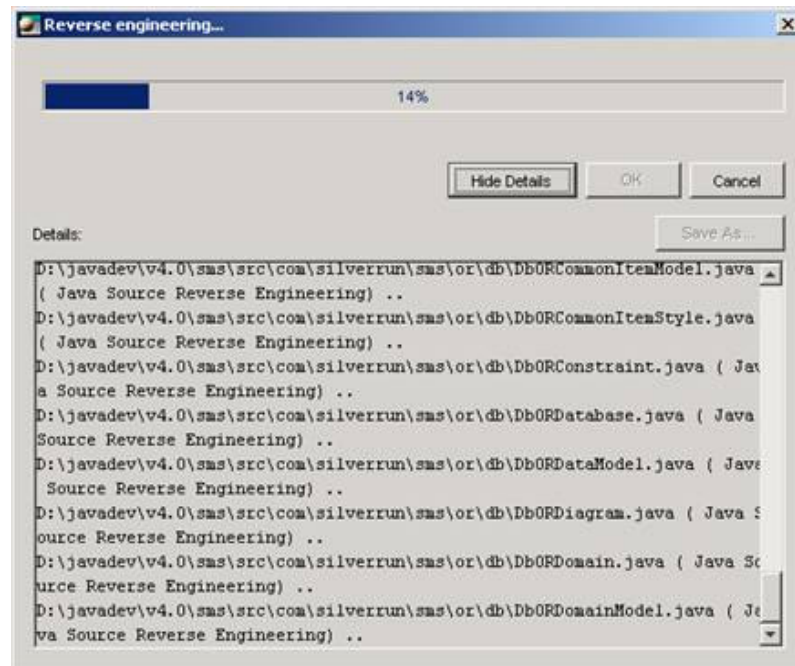 Reverse engineering...
14%
Hide Details
OK
Cancel
Details:
Save As...
D:\javadev\v4.0\sms\src\com\silverrun\sms\or\db\DbORCommonItemModel.java
( Java Source Reverse Engineering) ..
D:\javadev\v4.0\sms\src\com\silverrun\sms\or\db\DbORCommonItemStyle.java
( Java Source Reverse Engineering) ..
D:\javadev\v4.0\sms\src\com\silverrun\sms\or\db\DbORConstraint.java ( Jav
a Source Reverse Engineering) ..
D:\javadev\v4.0\sms\src\com\silverrun\sms\or\db\DbORDatabase.java ( Java
Source Reverse Engineering) ..
D:\javadev\v4.0\sms\src\com\silverrun\sms\or\db\DbORDataModel.java ( Java
Source Reverse Engineering) ..
D:\javadev\v4.0\sms\src\com\silverrun\sms\or\db\DbORDiagram.java ( Java S
ource Reverse Engineering) ..
D:\javadev\v4.0\sms\src\com\silverrun\sms\or\db\DbORDomain.java ( Java So
urce Reverse Engineering) ..
D:\javadev\v4.0\sms\src\com\silverrun\sms\or\db\DbORDomainModel.java ( Ja
va Source Reverse Engineering) ..